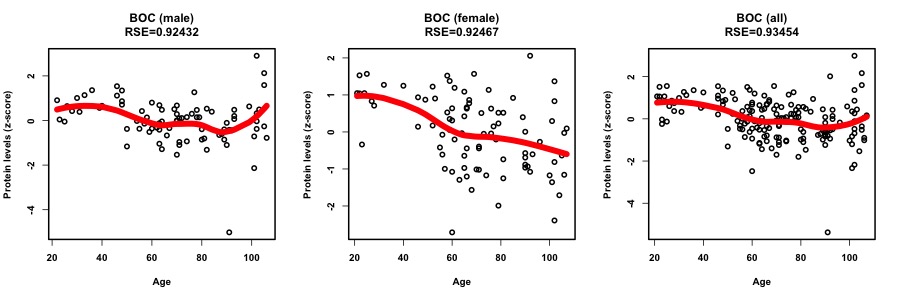 BOC (male)
RSE=0.92432
Protein levels (z-score)
2
0
-2
-4
20 40 60 80 100
Age
BOC (female)
RSE=0.92467
Protein levels (z-score)
2
1
0
-1
-2
20 40 60 80 100
Age
BOC (all)
RSE=0.93454
Protein levels (z-score)
2
0
-2
-4
20 40 60 80 100
Age